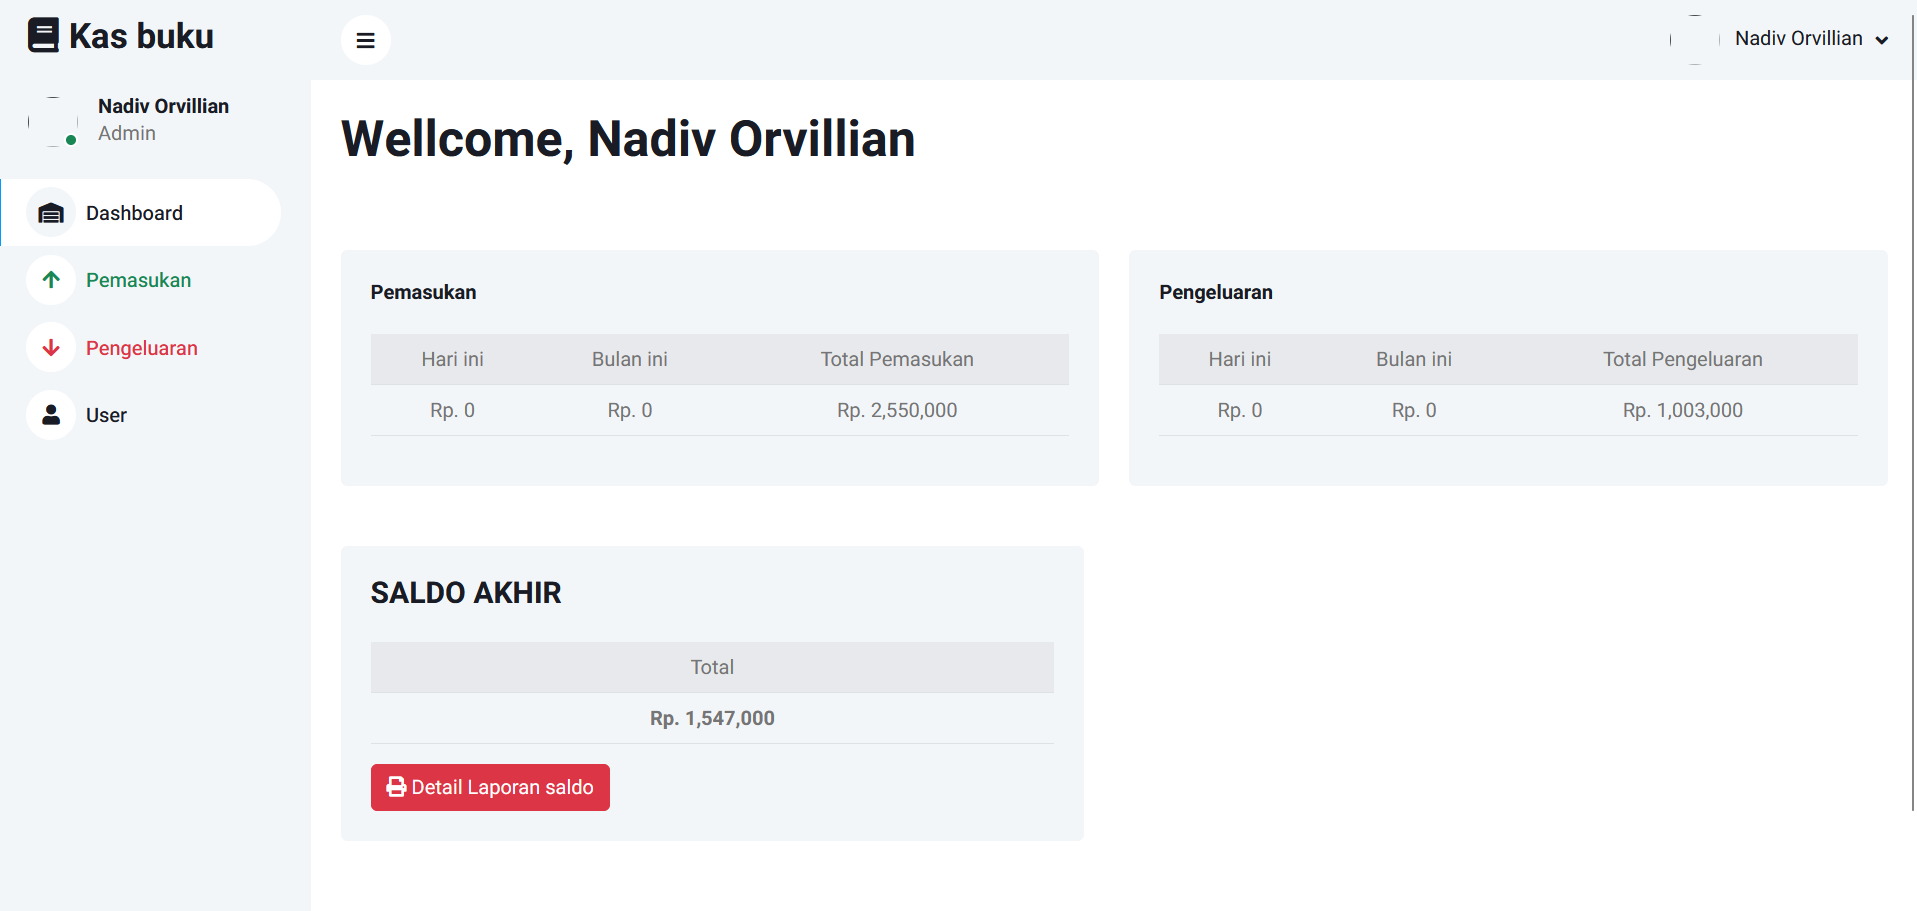 Kas buku
Nadiv Orvillian
Nadiv Orvillian
Admin
Dashboard
Pemasukan
Pengeluaran
User
Wellcome, Nadiv Orvillian
Pemasukan
Hari ini Bulan ini Total Pemasukan
Rp. 0 Rp. 0 Rp. 2,550,000
Pengeluaran
Hari ini Bulan ini Total Pengeluaran
Rp. 0 Rp. 0 Rp. 1,003,000
SALDO AKHIR
Total
Rp. 1,547,000
Detail Laporan saldo